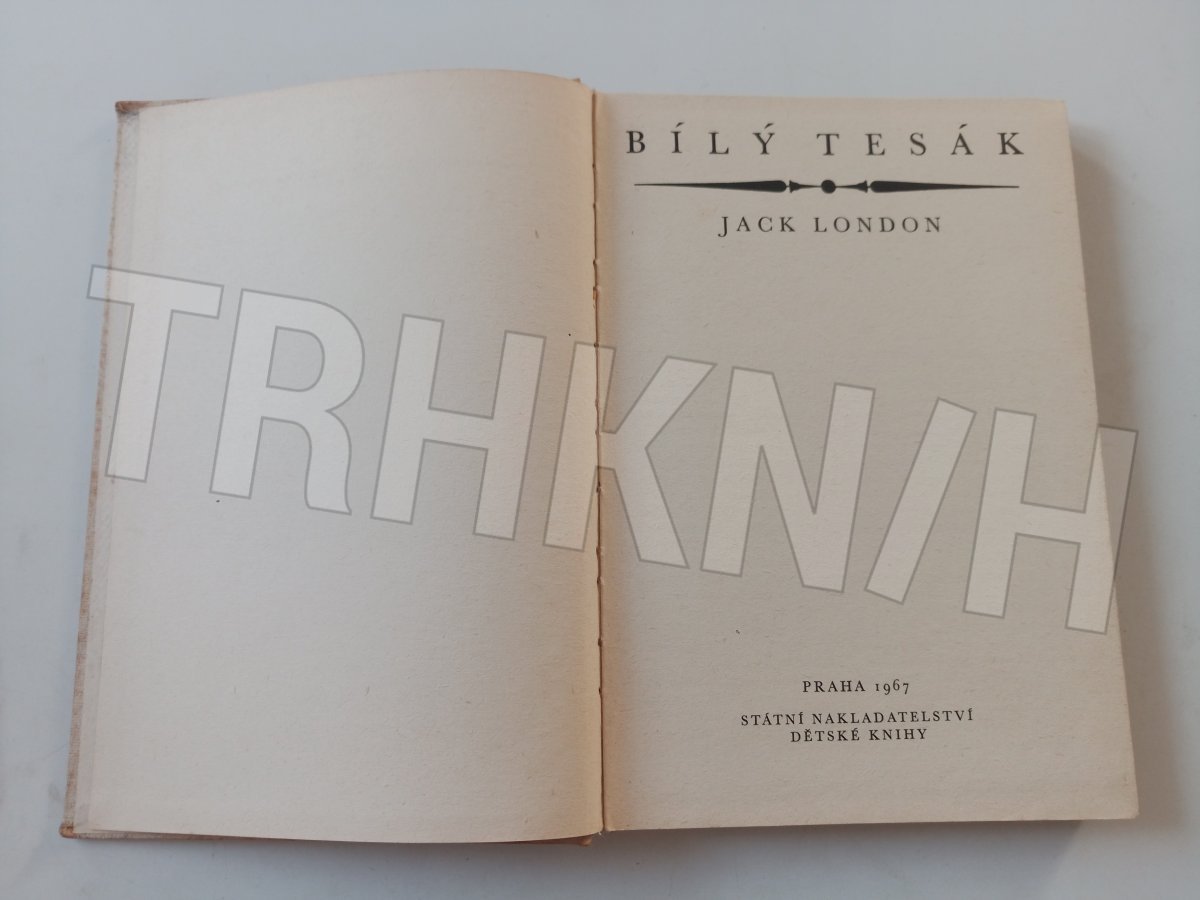 BÍLÝ TESÁK
JACK LONDON
TRHKNIH
PRAHA 1967
STÁTNÍ NAKLADATELSTVÍ
DĚTSKÉ KNIHY